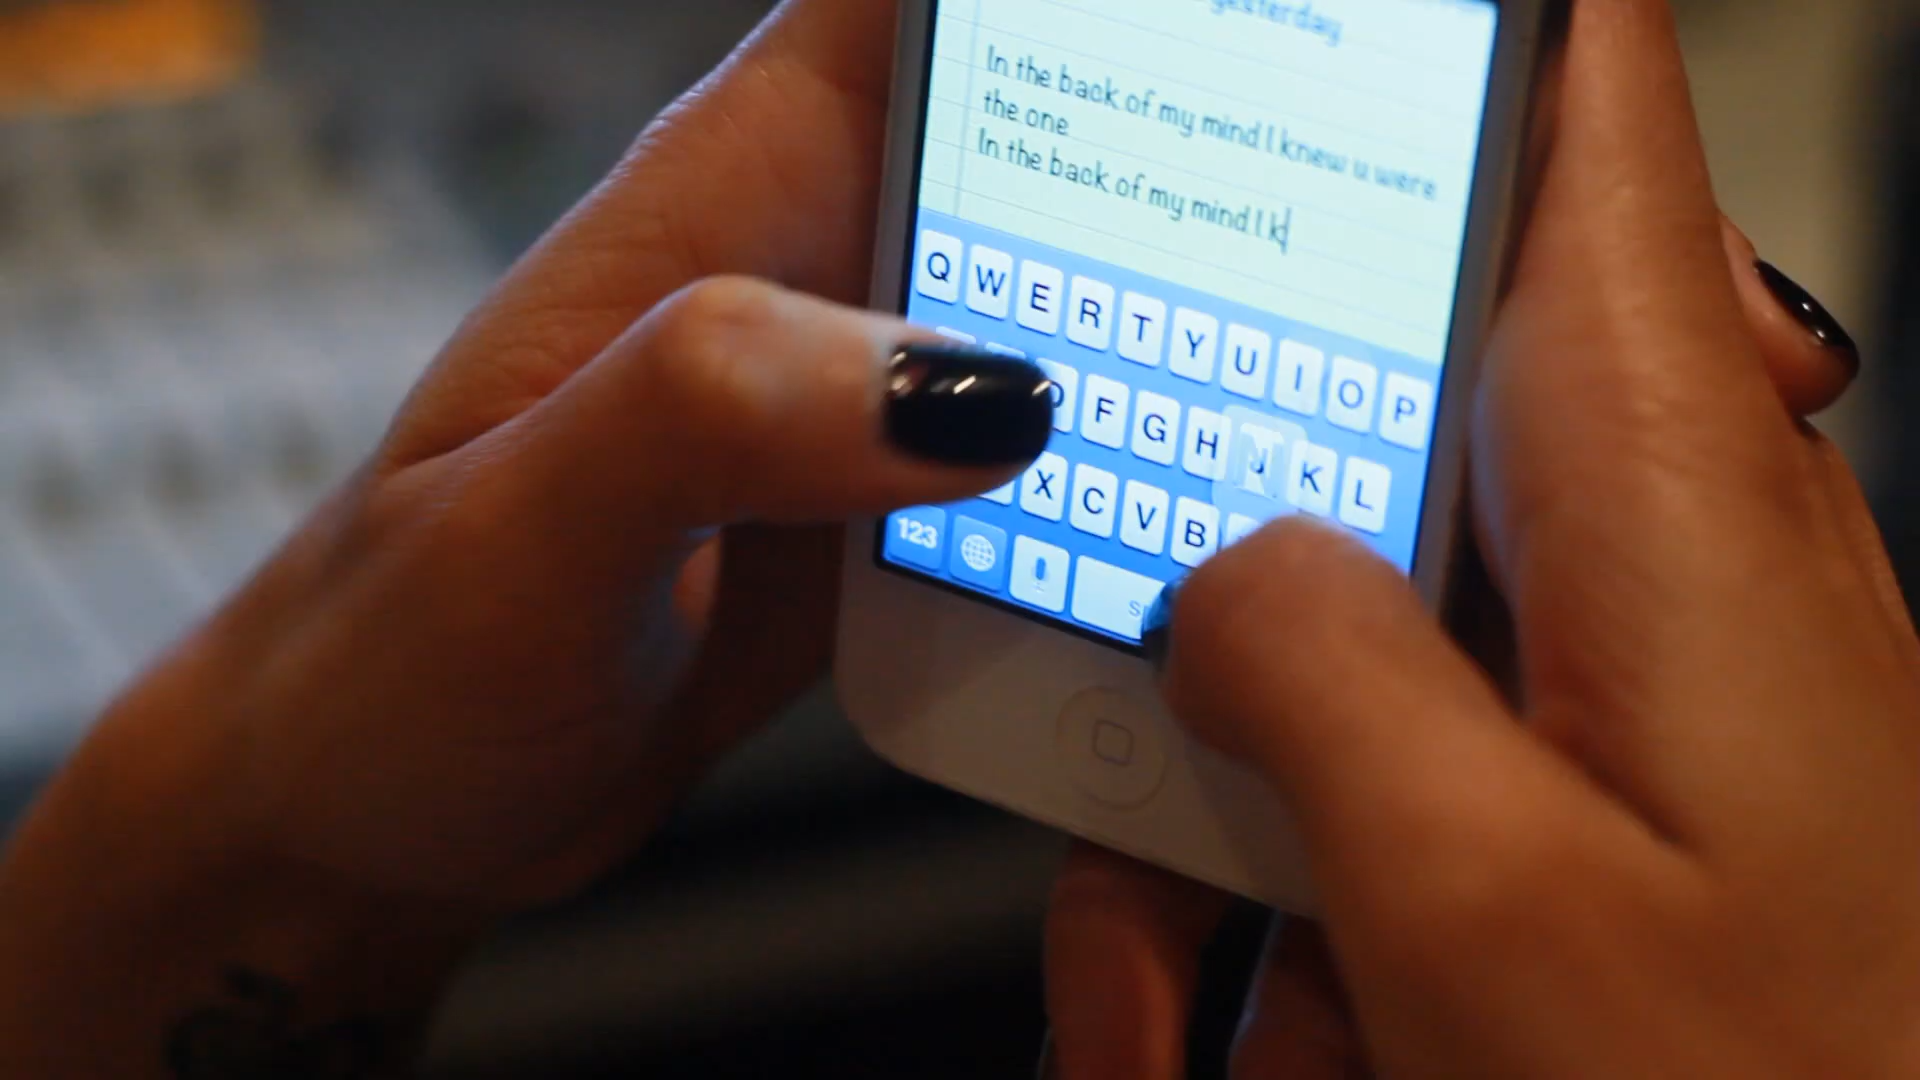 yesterday
In the back of my mind I knew u were
the one
In the back of my mind I k
Q W E R T Y U I O P
D F G H J K L
X C V B
123